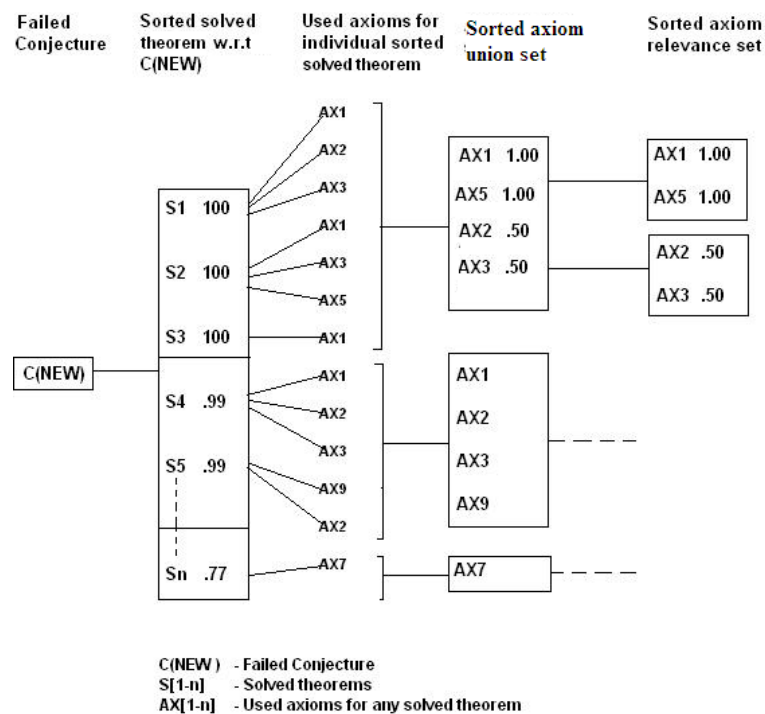 Failed
Conjecture
Sorted solved
theorem w.r.t
C(NEW)
Used axioms for
individual sorted
solved theorem
Sorted axiom
union set
Sorted axiom
relevance set
C(NEW)
S1 100
S2 100
S3 100
S4 .99
S5 .99
Sn .77
AX1
AX2
AX3
AX1
AX3
AX5
AX1
AX1
AX2
AX3
AX9
AX2
AX7
AX1 1.00
AX5 1.00
AX2 .50
AX3 .50
AX1
AX2
AX3
AX9
AX7
AX1 1.00
AX5 1.00
AX2 .50
AX3 .50
C(NEW ) - Failed Conjecture
S[1-n] - Solved theorems
AX[1-n] - Used axioms for any solved theorem